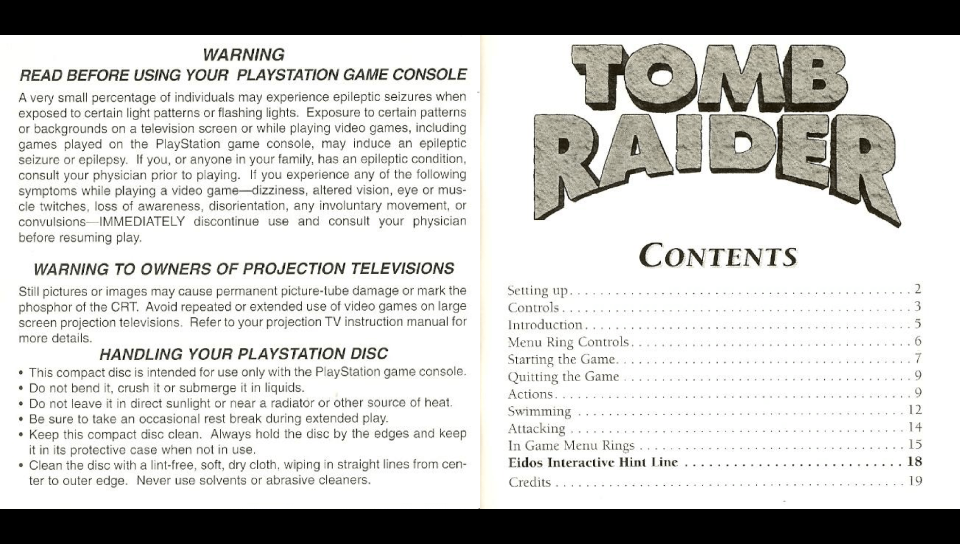 WARNING
READ BEFORE USING YOUR PLAYSTATION GAME CONSOLE
A very small percentage of individuals may experience epileptic seizures when
exposed to certain light patterns or flashing lights. Exposure to certain patterns
or backgrounds on a television screen or while playing video games, including
games played on the PlayStation game console, may induce an epileptic
seizure or epilepsy. If you, or anyone in your family, has an epileptic condition,
consult your physician prior to playing. If you experience any of the following
symptoms while playing a video game—dizziness, altered vision, eye or mus-
cle twitches, loss of awareness, disorientation, any involuntary movement, or
convulsions—IMMEDIATELY discontinue use and consult your physician
before resuming play.
WARNING TO OWNERS OF PROJECTION TELEVISIONS
Still pictures or images may cause permanent picture-tube damage or mark the
phosphor of the CRT. Avoid repeated or extended use of video games on large
screen projection televisions. Refer to your projection TV instruction manual for
more details.
HANDLING YOUR PLAYSTATION DISC
• This compact disc is intended for use only with the PlayStation game console.
• Do not bend it, crush it or submerge it in liquids.
• Do not leave it in direct sunlight or near a radiator or other source of heat.
• Be sure to take an occasional rest break during extended play.
• Keep this compact disc clean. Always hold the disc by the edges and keep
it in its protective case when not in use.
• Clean the disc with a lint-free, soft, dry cloth, wiping in straight lines from cen-
ter to outer edge. Never use solvents or abrasive cleaners.
TOMB
RAIDER
CONTENTS
Setting up . . . . . . . . . . . . . . . . . . . . 2
Controls . . . . . . . . . . . . . . . . . . . . 3
Introduction . . . . . . . . . . . . . . . . . . . . 5
Menu Ring Controls . . . . . . . . . . . . . . . . . . . . 6
Starting the Game . . . . . . . . . . . . . . . . . . . . 7
Quitting the Game . . . . . . . . . . . . . . . . . . . . 9
Actions . . . . . . . . . . . . . . . . . . . . 9
Swimming . . . . . . . . . . . . . . . . . . . . 12
Attacking . . . . . . . . . . . . . . . . . . . . 14
In Game Menu Rings . . . . . . . . . . . . . . . . . . . . 15
Eidos Interactive Hint Line . . . . . . . . . . . . . . . . . . . . 18
Credits . . . . . . . . . . . . . . . . . . . . 19